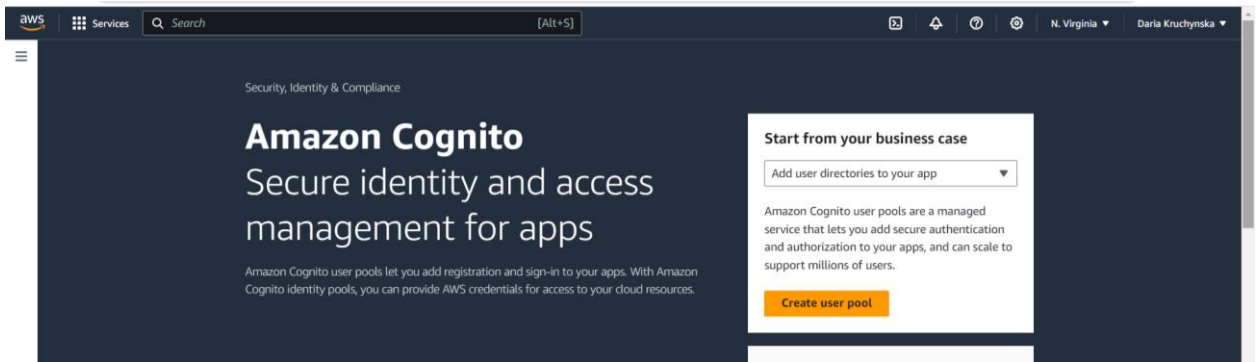 aws Services Search [Alt+S] N. Virginia Daria Kruchynska
Security, Identity & Compliance
Amazon Cognito
Secure identity and access
management for apps
Amazon Cognito user pools let you add registration and sign-in to your apps. With Amazon
Cognito identity pools, you can provide AWS credentials for access to your cloud resources.
Start from your business case
Add user directories to your app
Amazon Cognito user pools are a managed
service that lets you add secure authentication
and authorization to your apps, and can scale to
support millions of users.
Create user pool